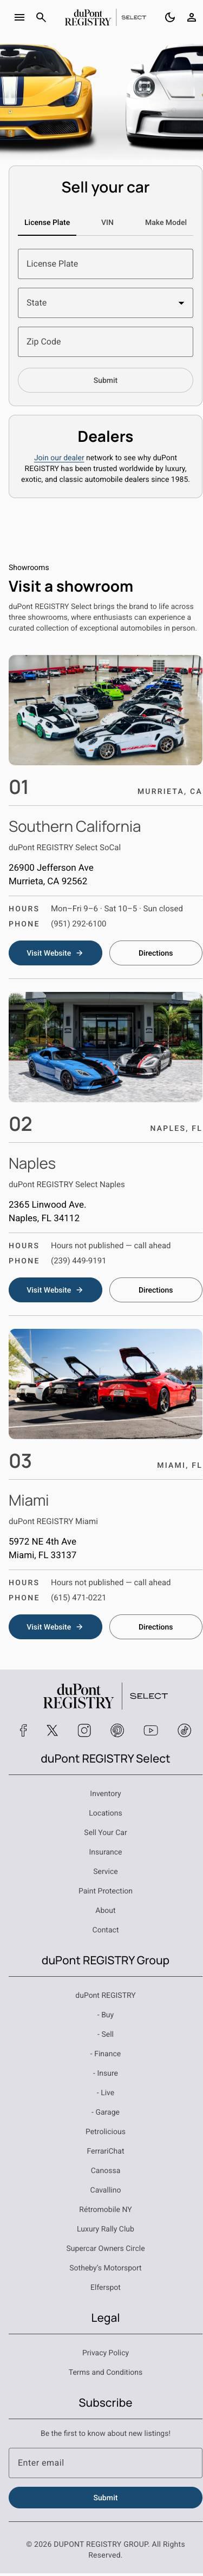 duPont
REGISTRY
SELECT
Sell your car
License Plate
VIN
Make Model
License Plate
State
Zip Code
Submit
Dealers
Join our dealer network to see why duPont
REGISTRY has been trusted worldwide by luxury,
exotic, and classic automobile dealers since 1985.
Showrooms
Visit a showroom
duPont REGISTRY Select brings the brand to life across
three showrooms, where enthusiasts can experience a
curated collection of exceptional automobiles in person.
01
MURRIETA, CA
Southern California
duPont REGISTRY Select SoCal
26900 Jefferson Ave
Murrieta, CA 92562
HOURS Mon–Fri 9–6 · Sat 10–5 · Sun closed
PHONE (951) 292-6100
Visit Website →
Directions
02
NAPLES, FL
Naples
duPont REGISTRY Select Naples
2365 Linwood Ave.
Naples, FL 34112
HOURS Hours not published — call ahead
PHONE (239) 449-9191
Visit Website →
Directions
03
MIAMI, FL
Miami
duPont REGISTRY Miami
5972 NE 4th Ave
Miami, FL 33137
HOURS Hours not published — call ahead
PHONE (615) 471-0221
Visit Website →
Directions
duPont
REGISTRY
SELECT
duPont REGISTRY Select
Inventory
Locations
Sell Your Car
Insurance
Service
Paint Protection
About
Contact
duPont REGISTRY Group
duPont REGISTRY
- Buy
- Sell
- Finance
- Insure
- Live
- Garage
Petrolicious
FerrariChat
Canossa
Cavallino
Rétromobile NY
Luxury Rally Club
Supercar Owners Circle
Sotheby's Motorsport
Elferspot
Legal
Privacy Policy
Terms and Conditions
Subscribe
Be the first to know about new listings!
Enter email
Submit
© 2026 DUPONT REGISTRY GROUP. All Rights
Reserved.